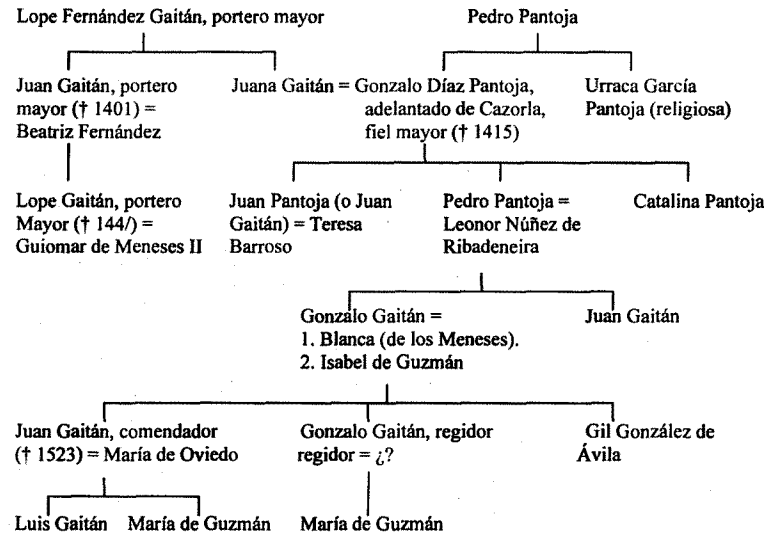 Lope Fernández Gaitán, portero mayor
Pedro Pantoja
Juan Gaitán, portero
mayor († 1401) =
Beatriz Fernández
Juana Gaitán = Gonzalo Díaz Pantoja,
adelantado de Cazorla,
fiel mayor († 1415)
Urraca García
Pantoja (religiosa)
Lope Gaitán, portero
Mayor († 144/) =
Guiomar de Meneses II
Juan Pantoja (o Juan
Gaitán) = Teresa
Barroso
Pedro Pantoja =
Leonor Núñez de
Ribadeneira
Catalina Pantoja
Gonzalo Gaitán =
1. Blanca (de los Meneses).
2. Isabel de Guzmán
Juan Gaitán
Juan Gaitán, comendador
(† 1523) = María de Oviedo
Gonzalo Gaitán, regidor
regidor = ¿?
Gil González de
Ávila
Luis Gaitán
María de Guzmán
María de Guzmán